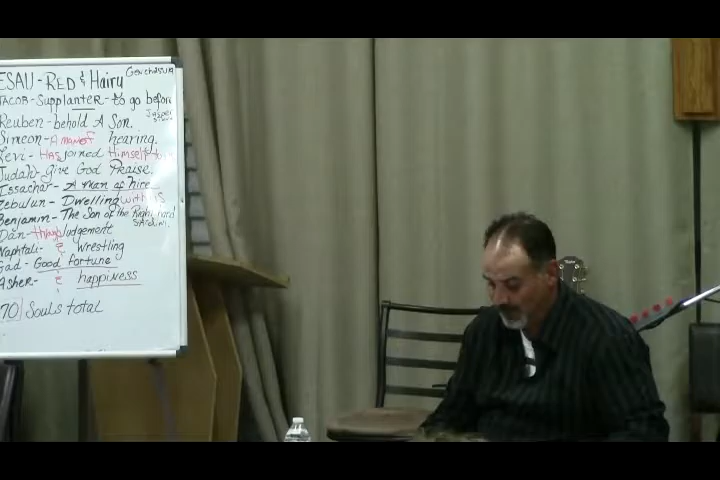 ESAU - RED & Hairy
JACOB - Supplanter - to go before
Reuben - behold A Son.
Simeon - A man of hearing.
Levi - Has joined Himself
Judah - Give God Praise.
Issachar - A Man of hire
Zebulun - Dwelling with
Benjamin - The Son of the Right hand
Dan - Judgement
Naphtali - & wrestling
Gad - Good fortune
Asher - & happiness
70 Souls total